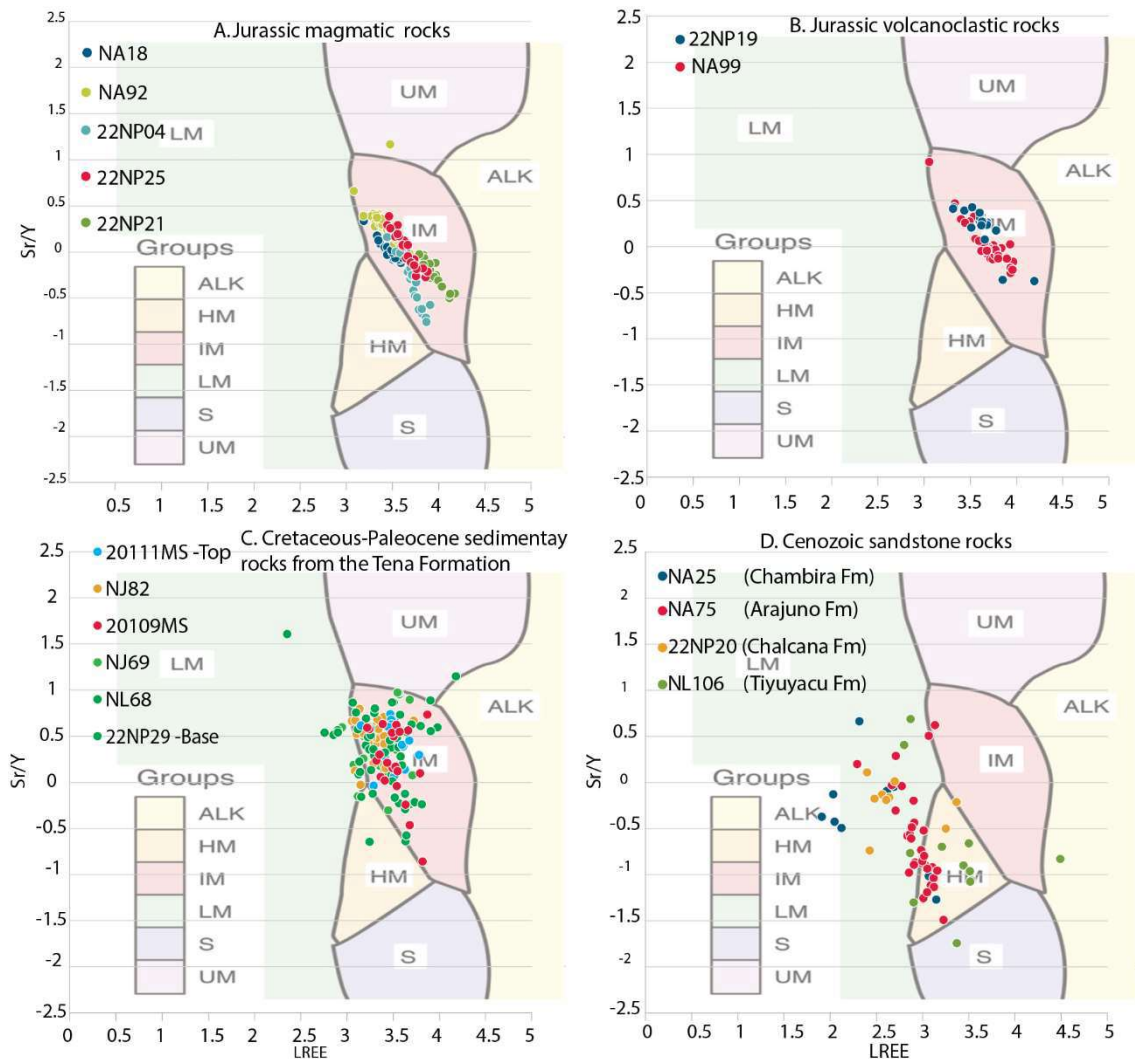 A. Jurassic magmatic rocks
2.5
2
1.5
1
0.5
0
-0.5
-1
-1.5
-2
2.5
Sr/Y
NA18
NA92
22NP04
22NP25
22NP21
LM
UM
ALK
IM
HM
S
Groups
ALK
HM
IM
LM
S
UM
0 0.5 1 1.5 2 2.5 3 3.5 4 4.5 5
B. Jurassic volcanoclastic rocks
2.5
2
1.5
1
0.5
0
-0.5
-1
-1.5
-2
-2.5
Sr/Y
22NP19
NA99
LM
UM
ALK
IM
HM
S
Groups
ALK
HM
IM
LM
S
UM
0 0.5 1 1.5 2 2.5 3 3.5 4 4.5 5
C. Cretaceous-Paleocene sedimentay
rocks from the Tena Formation
2.5
2
1.5
1
0.5
0
-0.5
-1
-1.5
-2
2.5
Sr/Y
20111MS -Top
NJ82
20109MS
NJ69
NL68
22NP29 -Base
LM
UM
ALK
IM
HM
S
Groups
ALK
HM
IM
LM
S
UM
0 0.5 1 1.5 2 2.5 3 3.5 4 4.5 5
LREE
D. Cenozoic sandstone rocks
2.5
2
1.5
1
0.5
0
-0.5
-1
-1.5
-2
-2.5
Sr/Y
NA25 (Chambira Fm)
NA75 (Arajuno Fm)
22NP20 (Chalcana Fm)
NL106 (Tiyuyacu Fm)
LM
UM
ALK
IM
HM
S
Groups
ALK
HM
IM
LM
S
UM
0 0.5 1 1.5 2 2.5 3 3.5 4 4.5 5
LREE